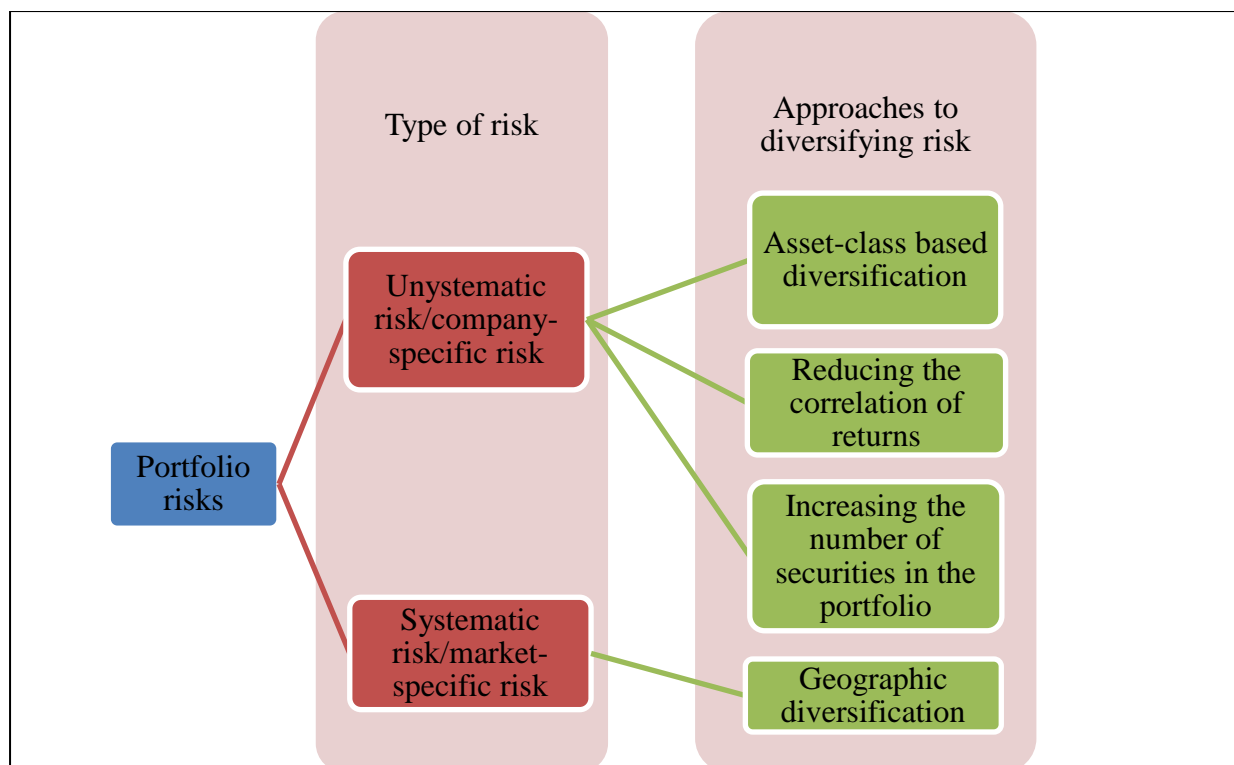 Type of risk
Approaches to
diversifying risk
Portfolio
risks
Unystematic
risk/company-
specific risk
Systematic
risk/market-
specific risk
Asset-class based
diversification
Reducing the
correlation of
returns
Increasing the
number of
securities in the
portfolio
Geographic
diversification